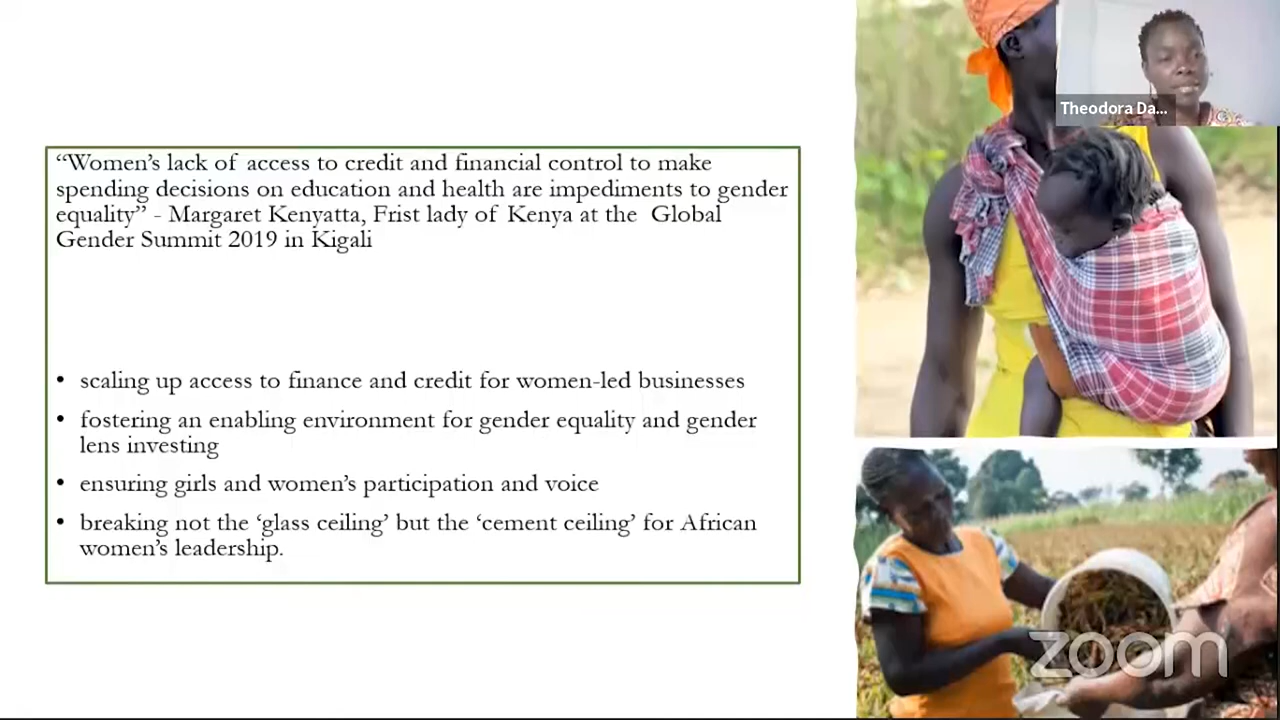 “Women’s lack of access to credit and financial control to make
spending decisions on education and health are impediments to gender
equality” - Margaret Kenyatta, Frist lady of Kenya at the Global
Gender Summit 2019 in Kigali
• scaling up access to finance and credit for women-led businesses
• fostering an enabling environment for gender equality and gender
lens investing
• ensuring girls and women’s participation and voice
• breaking not the ‘glass ceiling’ but the ‘cement ceiling’ for African
women’s leadership.
Theodora Da...
zoom